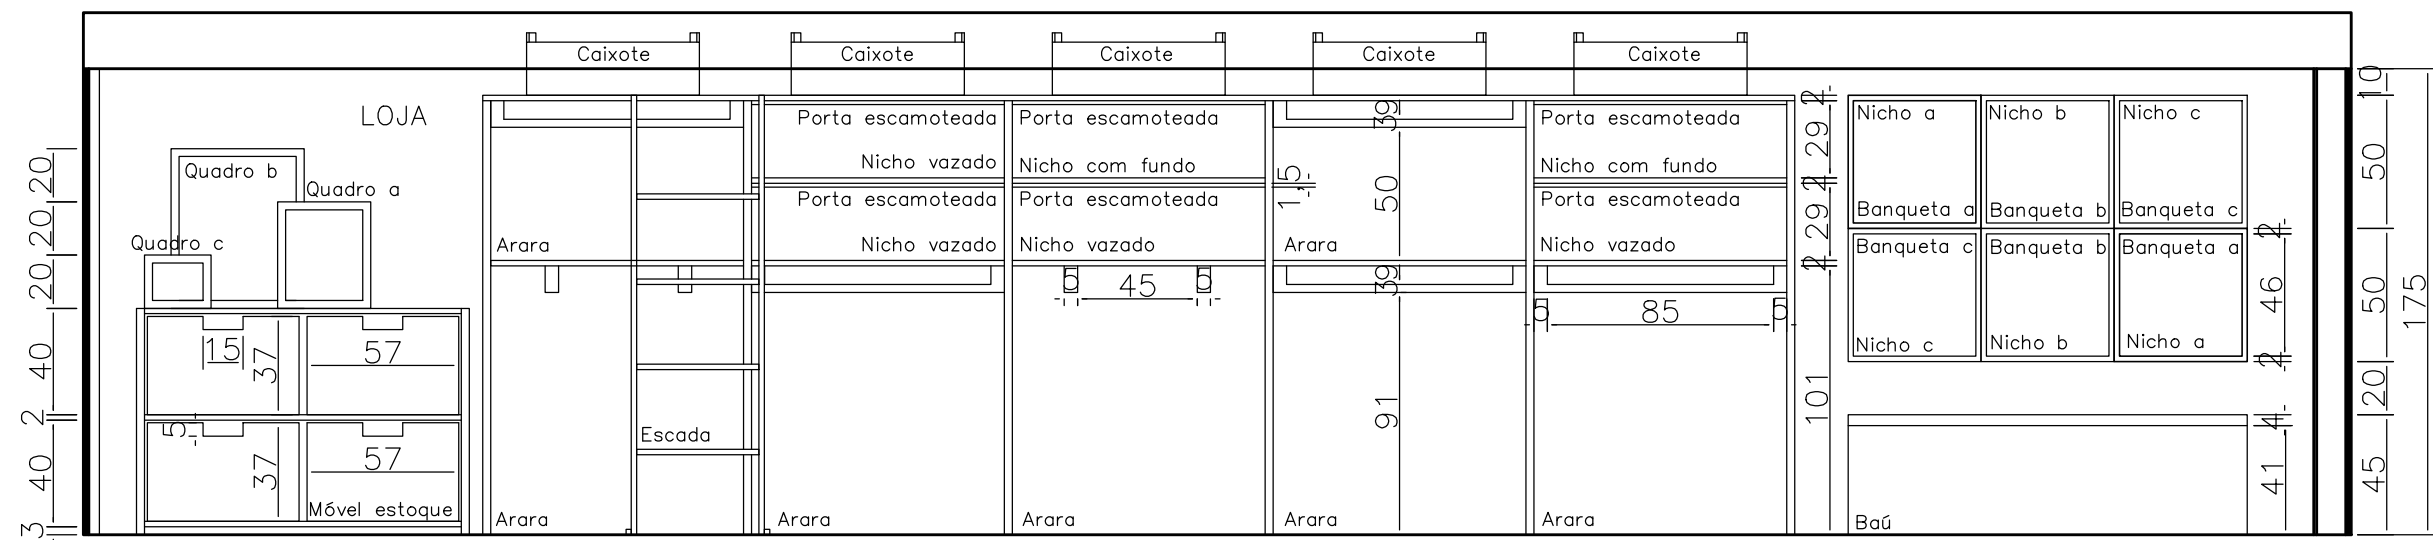 Caixote
Caixote
Caixote
Caixote
Caixote
LOJA
Quadro b
Quadro a
Quadro c
20
20
20
40
2
40
3
15
37
57
5
37
57
Móvel estoque
Arara
Arara
Escada
Porta escamoteada
Nicho vazado
Porta escamoteada
Nicho vazado
Arara
Porta escamoteada
Nicho com fundo
Porta escamoteada
Nicho vazado
5
45
5
Arara
39
1,5
50
Arara
39
91
Arara
Porta escamoteada
Nicho com fundo
Porta escamoteada
Nicho vazado
5
85
5
Arara
2
29
2
29
2
101
Nicho a
Nicho b
Nicho c
Banqueta a
Banqueta b
Banqueta c
Banqueta c
Banqueta b
Banqueta a
Nicho c
Nicho b
Nicho a
Baú
2
46
2
4
41
10
50
50
20
45
175